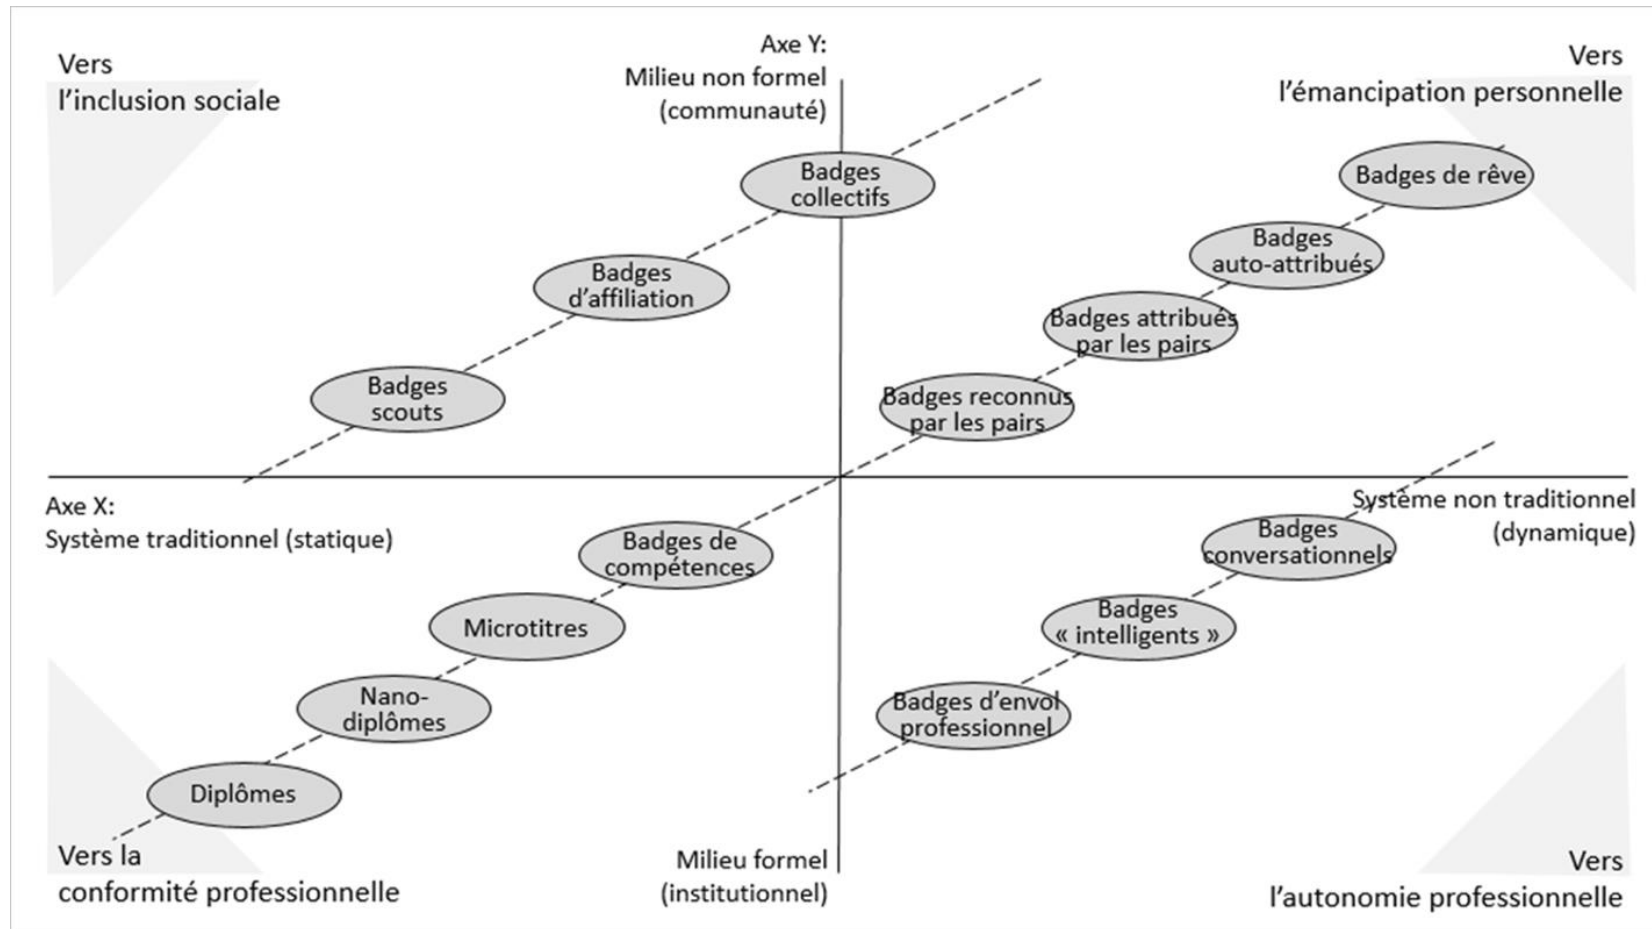 Vers
l’inclusion sociale
Axe Y:
Milieu non formel
(communauté)
Vers
l’émancipation personnelle
Badges
collectifs
Badges de rêve
Badges
auto-attribués
Badges
d’affiliation
Badges attribués
par les pairs
Badges
scouts
Badges reconnus
par les pairs
Axe X:
Système traditionnel (statique)
Système non traditionnel
(dynamique)
Badges de
compétences
Badges
conversationnels
Microtitres
Badges
« intelligents »
Nano-
diplômes
Badges d’envol
professionnel
Diplômes
Vers la
conformité professionnelle
Milieu formel
(institutionnel)
Vers
l’autonomie professionnelle